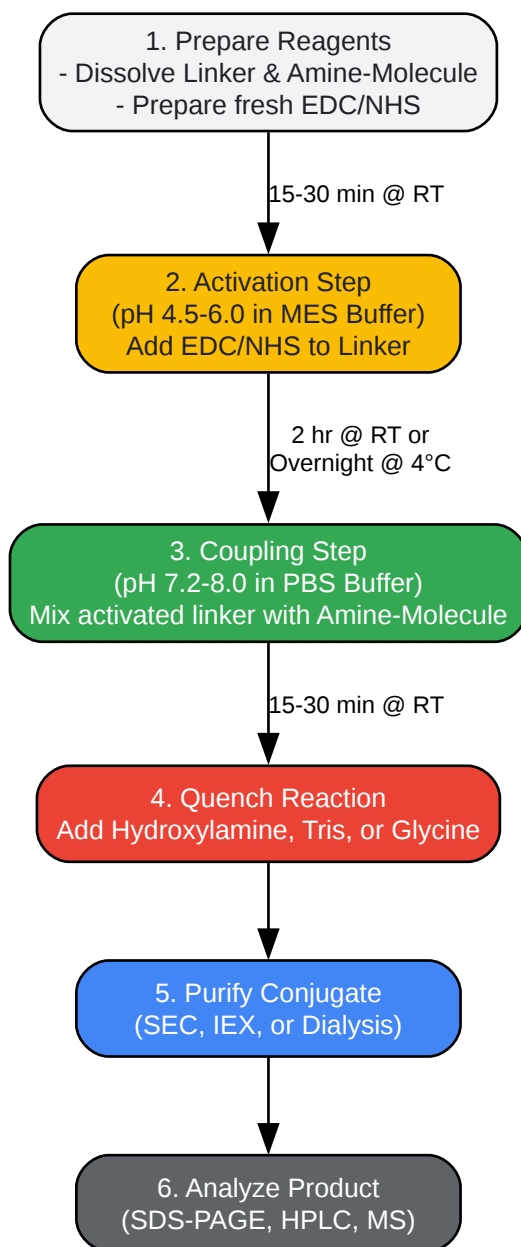 1. Prepare Reagents
- Dissolve Linker & Amine-Molecule
- Prepare fresh EDC/NHS
15-30 min @ RT
2. Activation Step
(pH 4.5-6.0 in MES Buffer)
Add EDC/NHS to Linker
2 hr @ RT or
Overnight @ 4°C
3. Coupling Step
(pH 7.2-8.0 in PBS Buffer)
Mix activated linker with Amine-Molecule
15-30 min @ RT
4. Quench Reaction
Add Hydroxylamine, Tris, or Glycine
5. Purify Conjugate
(SEC, IEX, or Dialysis)
6. Analyze Product
(SDS-PAGE, HPLC, MS)